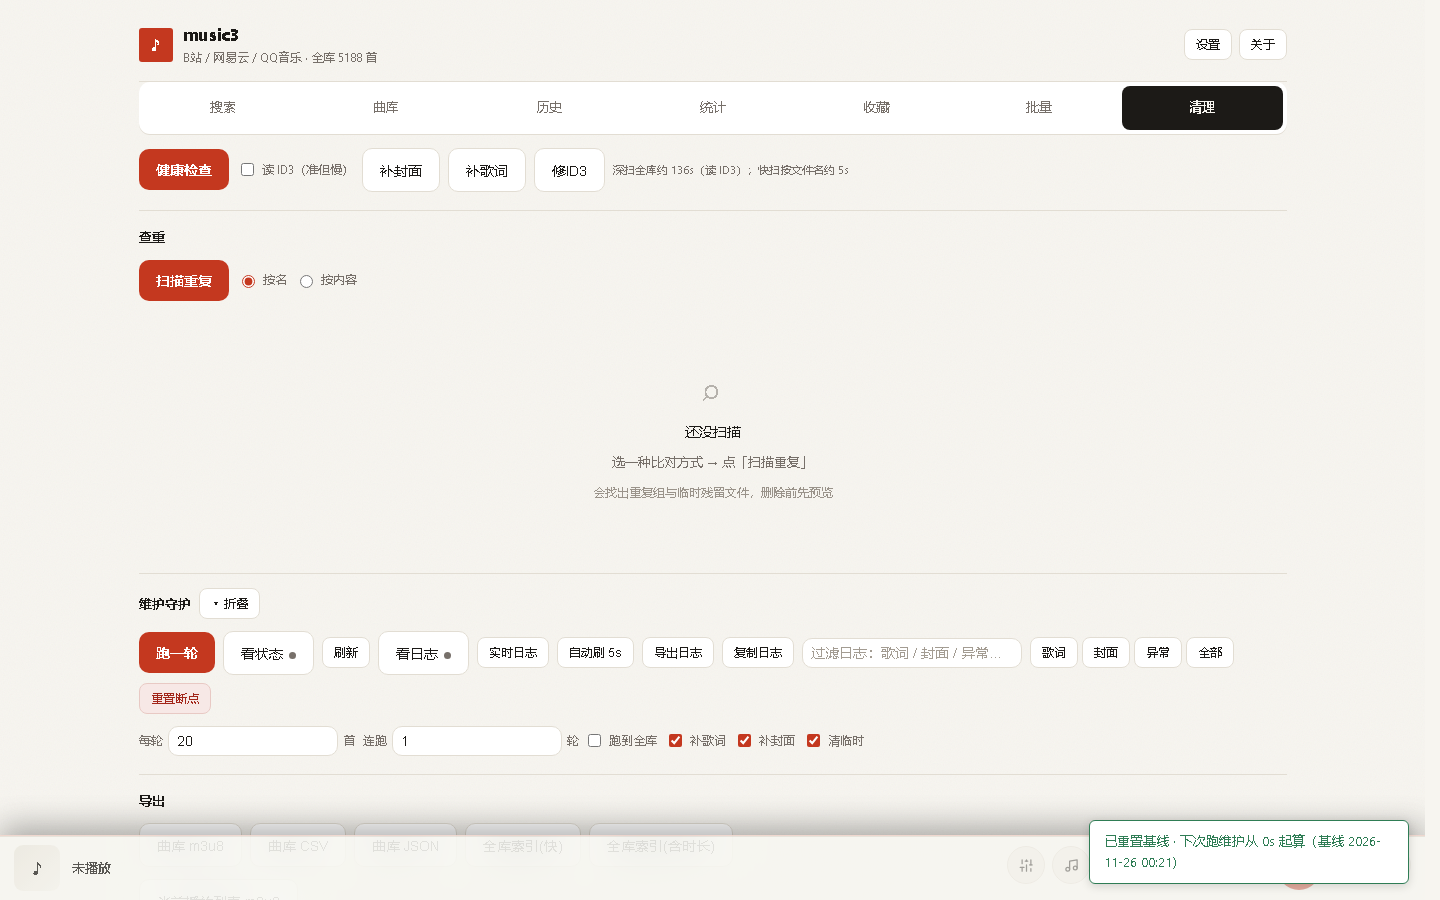 music3
B站 / 网易云 / QQ音乐 · 全库 5188 首
设置
关于
搜索
曲库
历史
统计
收藏
批量
清理
健康检查
读 ID3（准但慢）
补封面
补歌词
修ID3
深扫全库约 136s（读 ID3）；快扫按文件名约 5s
查重
扫描重复
按名
按内容
还没扫描
选一种比对方式 → 点「扫描重复」
会找出重复组与临时残留文件，删除前先预览
维护守护
▾ 折叠
跑一轮
看状态 ●
刷新
看日志 ●
实时日志
自动刷 5s
导出日志
复制日志
过滤日志：歌词 / 封面 / 异常…
歌词
封面
异常
全部
重置断点
每轮
20
首
连跑
1
轮
跑到全库
补歌词
补封面
清临时
导出
曲库 m3u8
曲库 CSV
曲库 JSON
全库索引(快)
全库索引(含时长)
未播放
已重置基线 · 下次跑维护从 0s 起算（基线 2026-
11-26 00:21）